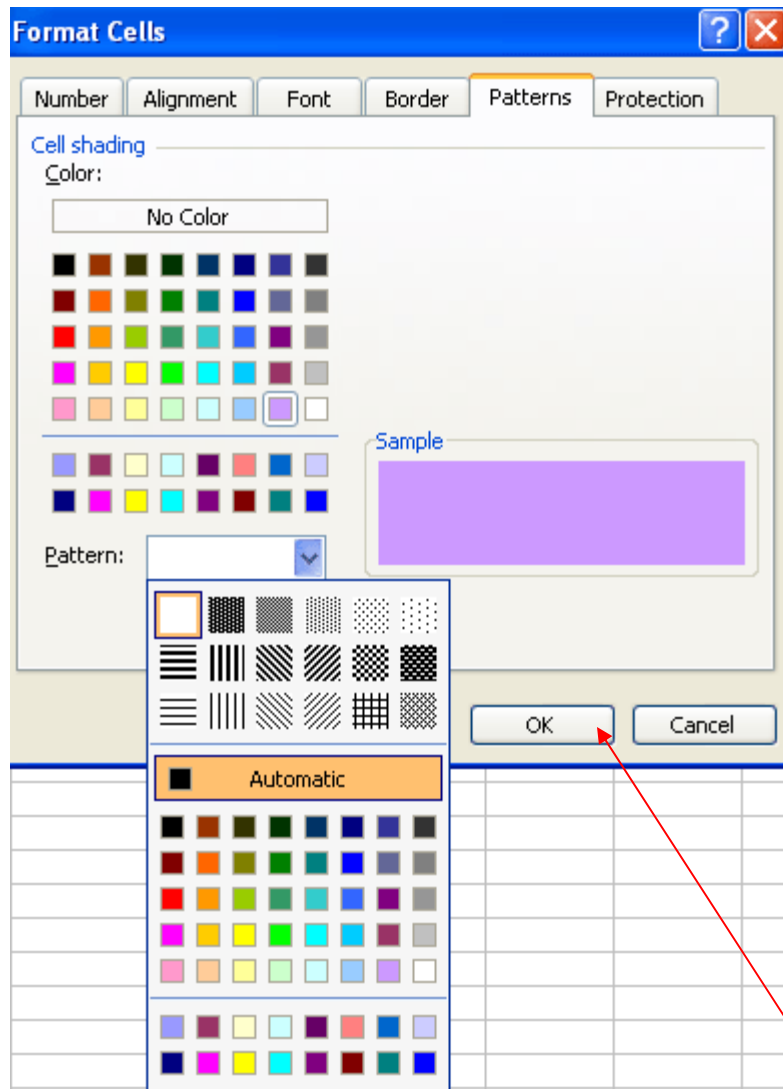 Format Cells
Number Alignment Font Border Patterns Protection
Cell shading
Color:
No Color
Sample
Pattern:
OK Cancel
Automatic